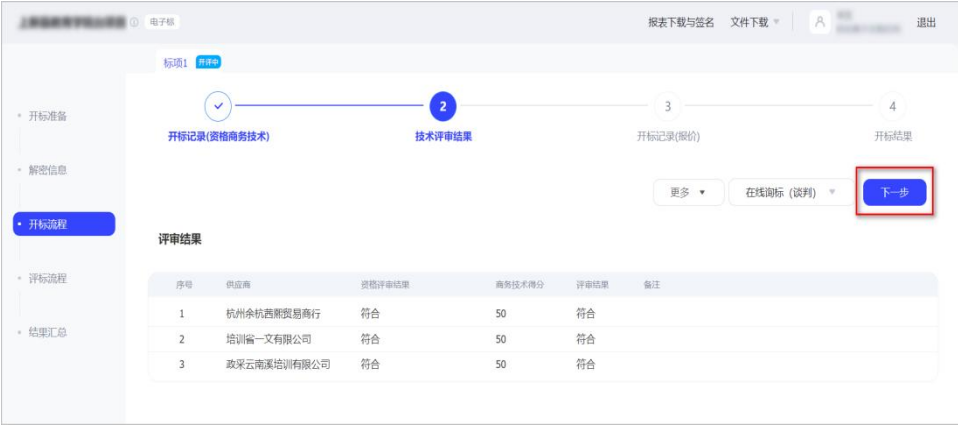 电子标 报表下载与签名 文件下载 退出
标项1 开评中
2 3 4
开标记录(资格商务技术) 技术评审结果 开标记录(报价) 开标结果
开标准备
解密信息
开标流程
评标流程
结果汇总
更多 在线询标（谈判） 下一步
评审结果
序号 供应商 资格评审结果 商务技术得分 评审结果 备注
1 杭州余杭茜熙贸易商行 符合 50 符合
2 培训省一文有限公司 符合 50 符合
3 政采云南溪培训有限公司 符合 50 符合